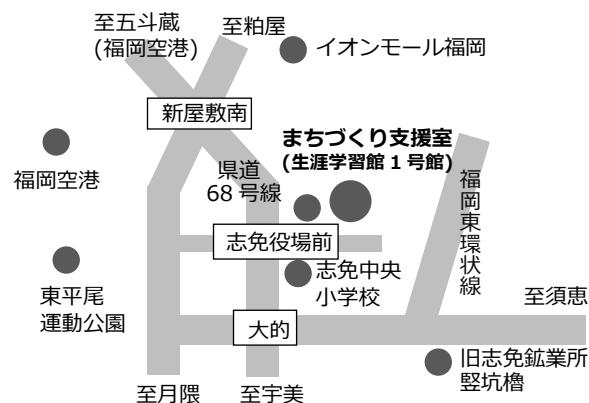 至五斗蔵
(福岡空港)
至粕屋
イオンモール福岡
新屋敷南
まちづくり支援室
(生涯学習館 1 号館)
福岡空港
県道
68 号線
福岡東環状線
志免役場前
志免中央
小学校
東平尾
運動公園
至須恵
大的
旧志免鉱業所
竪坑櫓
至月隈
至宇美